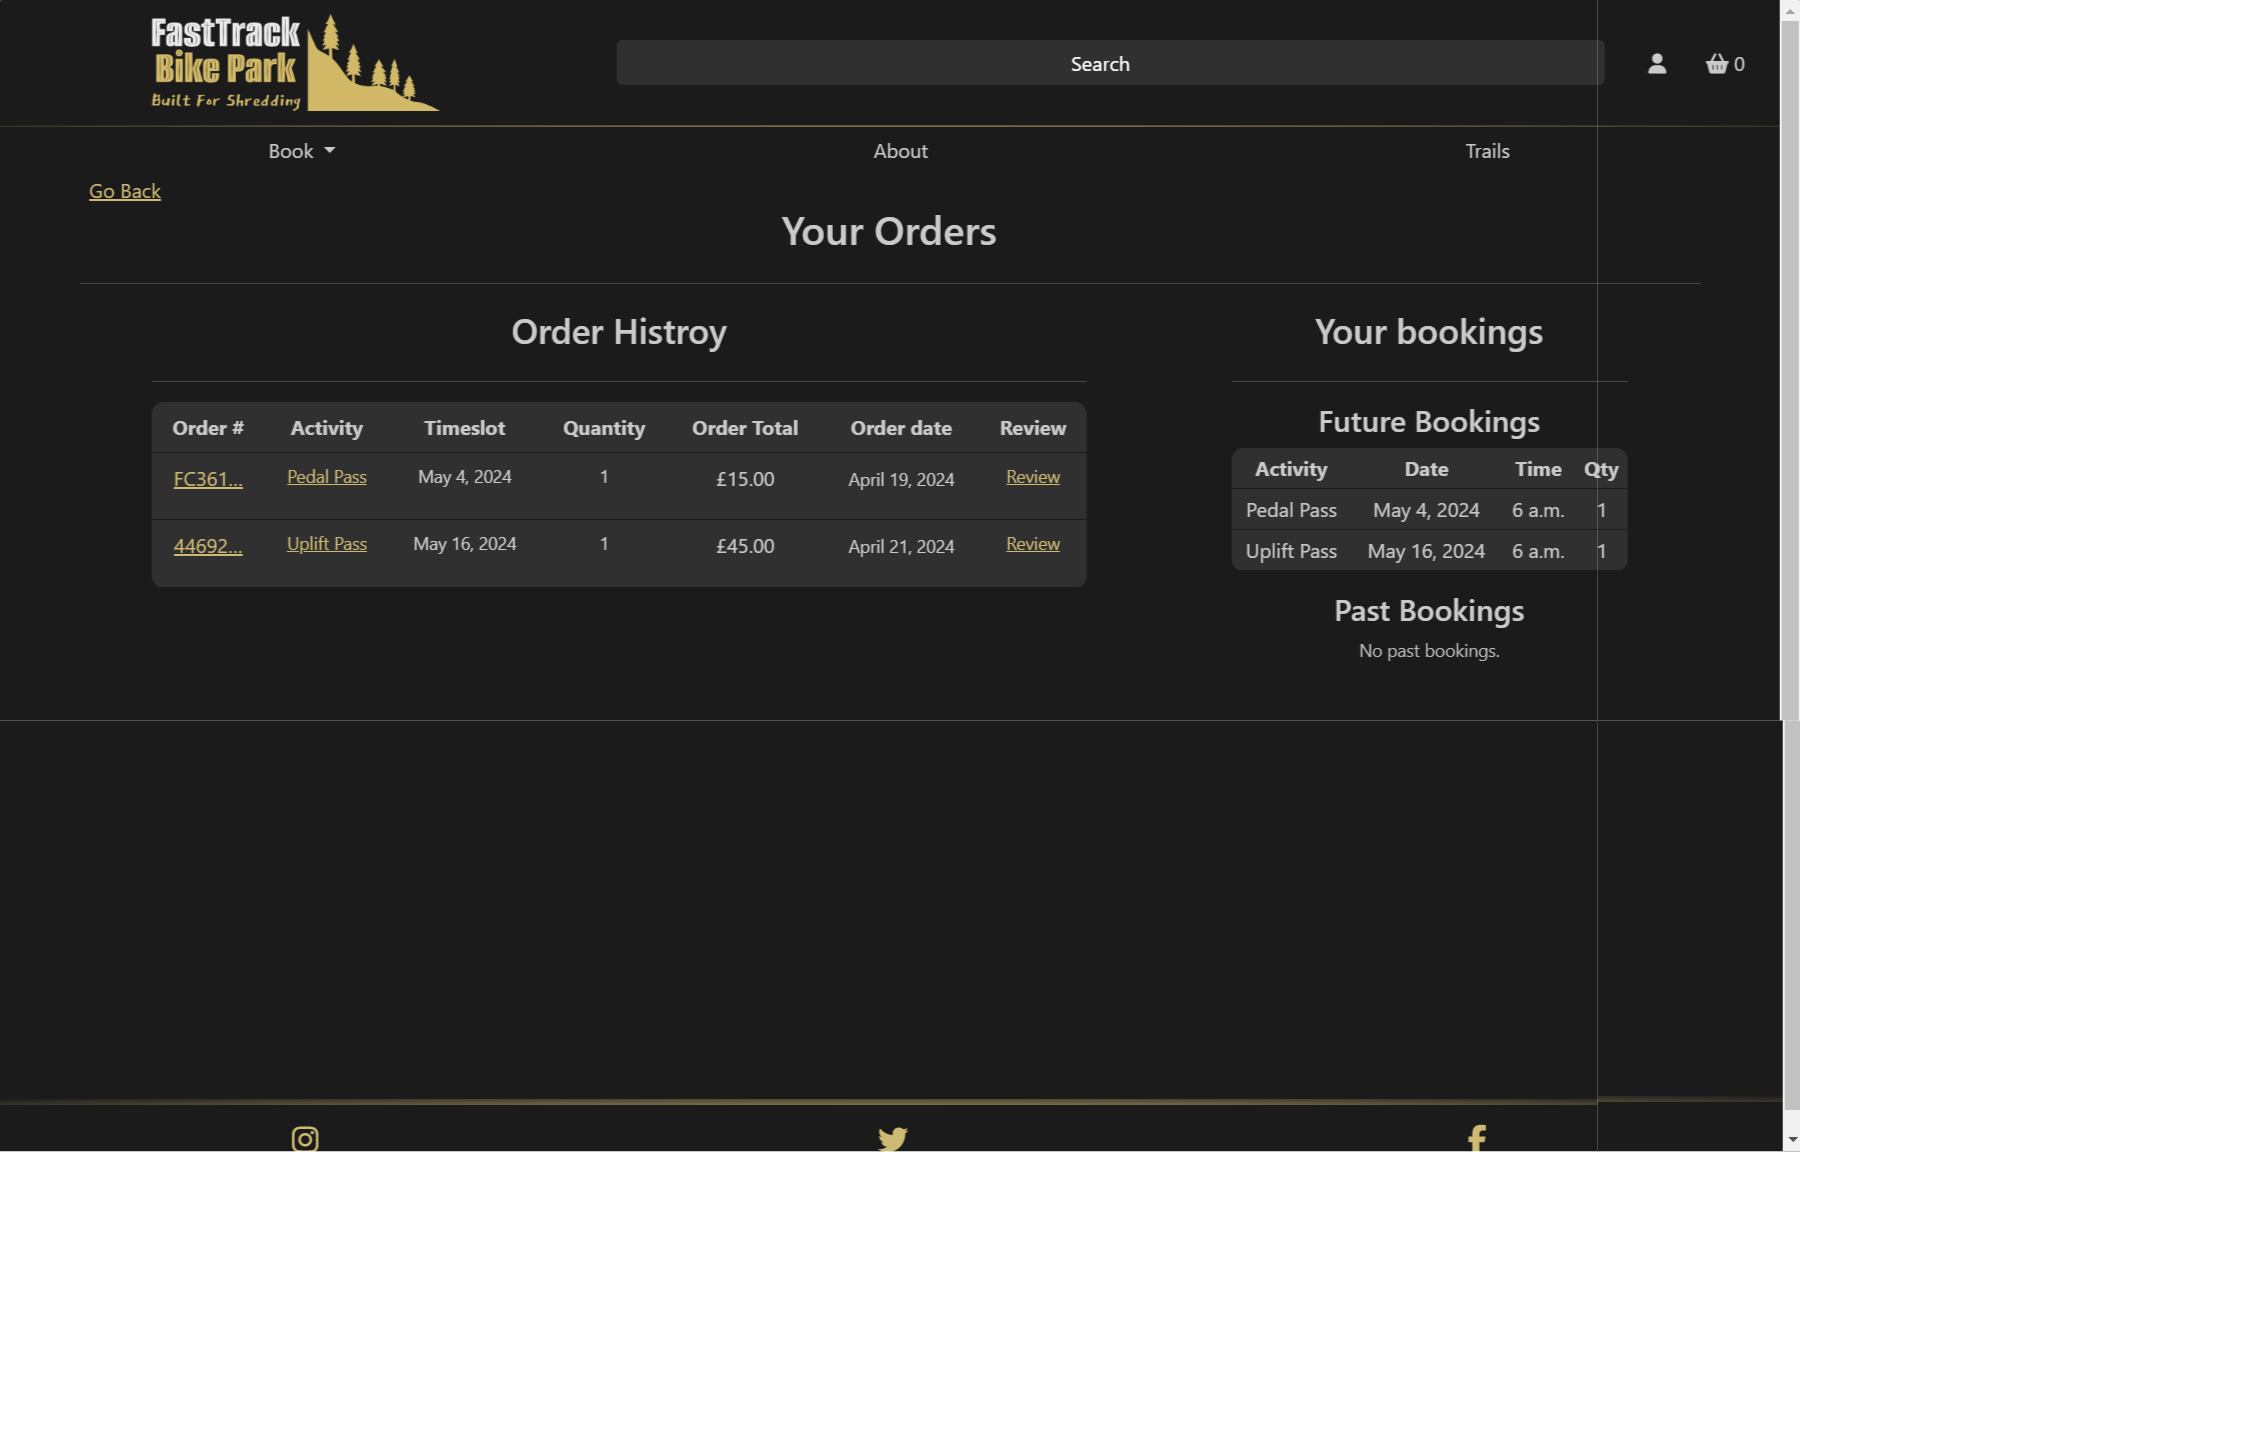 FastTrack
Bike Park
Built For Shredding
Search
0
Book
About
Trails
Go Back
Your Orders
Order Histroy
Order # Activity Timeslot Quantity Order Total Order date Review
FC361... Pedal Pass May 4, 2024 1 £15.00 April 19, 2024 Review
44692... Uplift Pass May 16, 2024 1 £45.00 April 21, 2024 Review
Your bookings
Future Bookings
Activity Date Time Qty
Pedal Pass May 4, 2024 6 a.m. 1
Uplift Pass May 16, 2024 6 a.m. 1
Past Bookings
No past bookings.